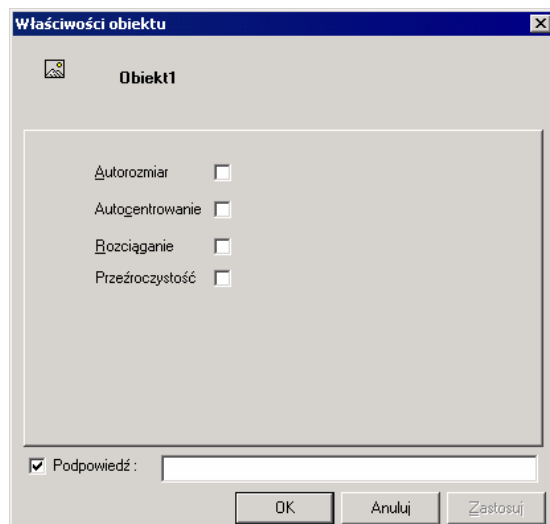 Właściwości obiektu
Obiekt1
Autorozmiar
Autocentrowanie
Rozciąganie
Przeźroczystość
Podpowiedź :
OK Anuluj Zastosuj